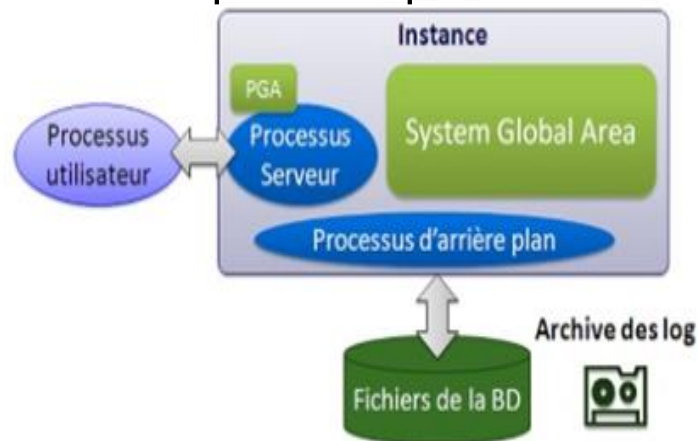 Instance
PGA
Processus
utilisateur
Processus
Serveur
System Global Area
Processus d'arrière plan
Archive des log
Fichiers de la BD